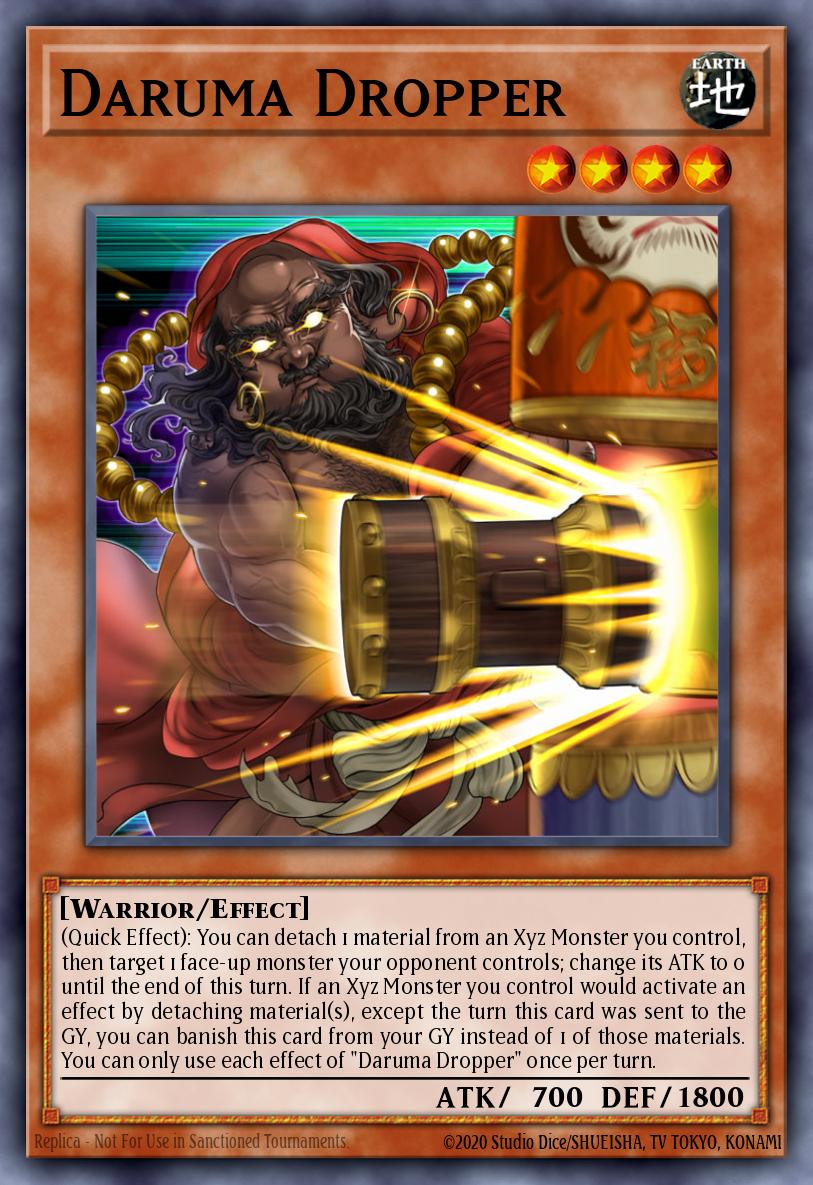 Daruma Dropper
EARTH
地
福
[Warrior/Effect]
(Quick Effect): You can detach 1 material from an Xyz Monster you control,
then target 1 face-up monster your opponent controls; change its ATK to 0
until the end of this turn. If an Xyz Monster you control would activate an
effect by detaching material(s), except the turn this card was sent to the
GY, you can banish this card from your GY instead of 1 of those materials.
You can only use each effect of "Daruma Dropper" once per turn.
ATK/ 700 DEF/1800
Replica - Not For Use in Sanctioned Tournaments.
©2020 Studio Dice/SHUEISHA, TV TOKYO, KONAMI